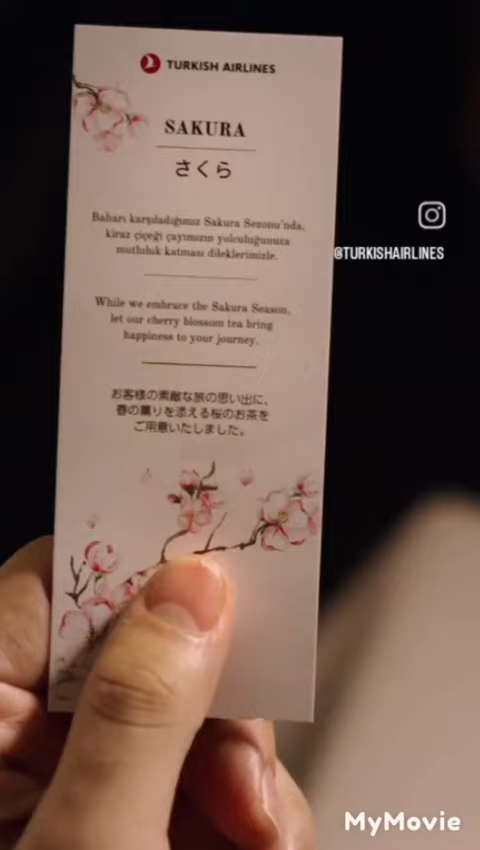 TURKISH AIRLINES
SAKURA
さくら
Baharı karşıladığımız Sakura Sezonu'nda,
kiraz çiçeği çayımızın yolculuğunuza
mutluluk katması dileklerimizle.
While we embrace the Sakura Season,
let our cherry blossom tea bring
happiness to your journey.
お客様の素敵な旅の思い出に、
春の薫りを添える桜のお茶を
ご用意いたしました。
@TURKISHAIRLINES
MyMovie